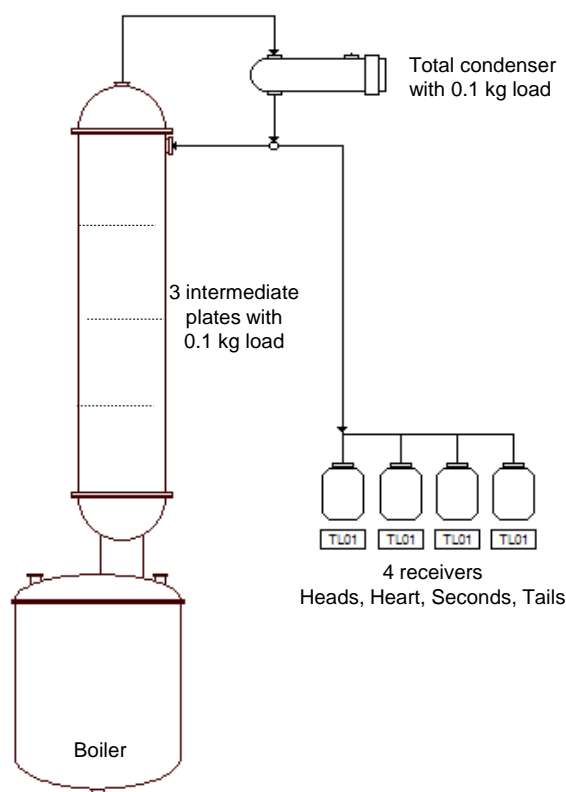 Total condenser
with 0.1 kg load
3 intermediate
plates with
0.1 kg load
TL01 TL01 TL01 TL01
4 receivers
Heads, Heart, Seconds, Tails
Boiler